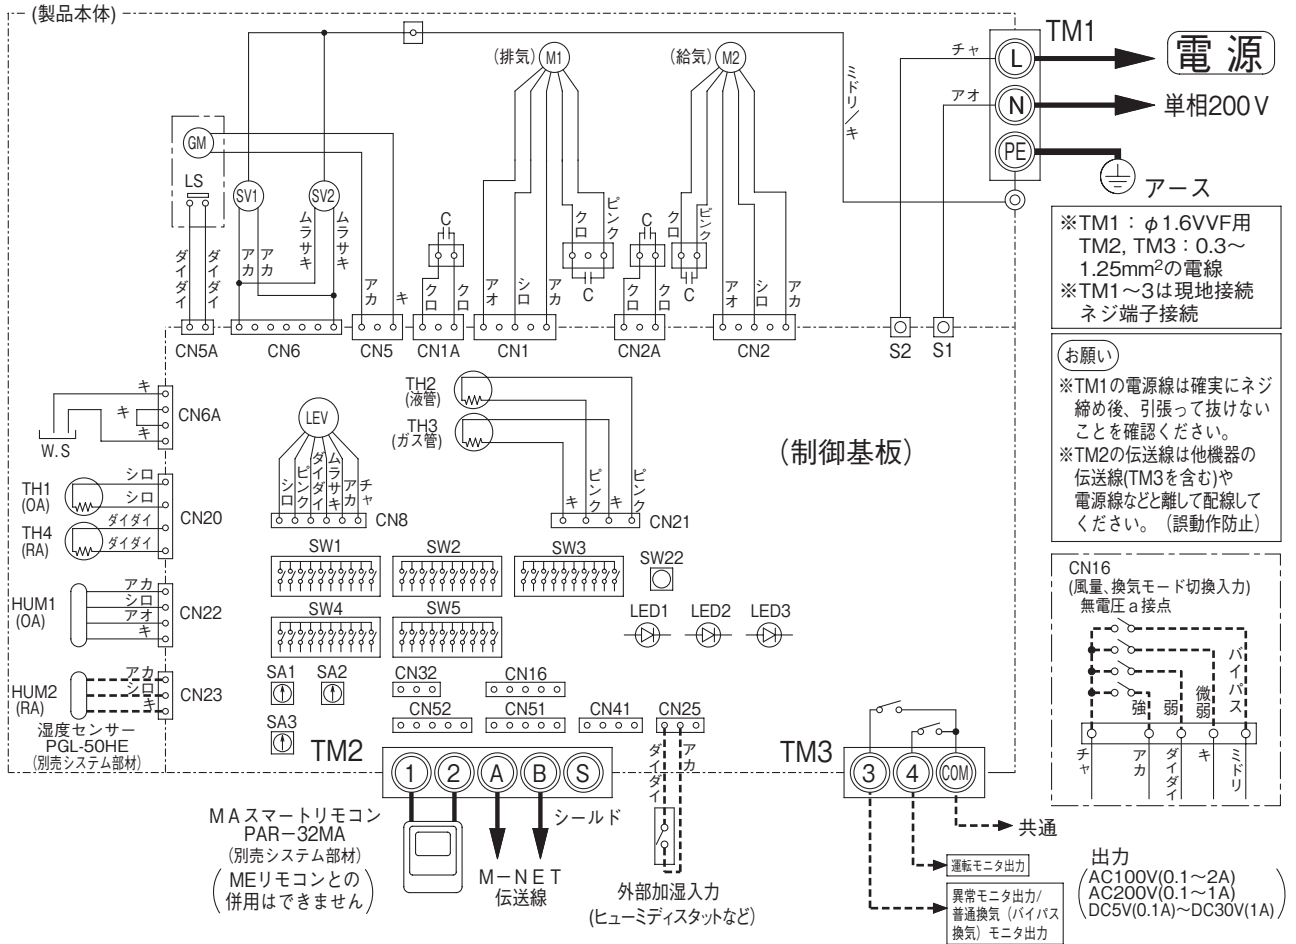 (製品本体)
TM1
L
電源
N
単相200V
PE
アース
チャ
アオ
ミドリ/キ
(排気)
M1
(給気)
M2
GM
LS
SV1
SV2
ダイダイ
ダイダイ
アカ
アカ
ムラサキ
ムラサキ
アカ
キ
C
クロ
クロ
アオ
シロ
アカ
クロ
ピンク
C
C
クロ
クロ
クロ
ピンク
C
アオ
シロ
アカ
CN5A
CN6
CN5
CN1A
CN1
CN2A
CN2
S2
S1
※TM1：φ1.6VVF用
TM2, TM3：0.3〜
1.25mm²の電線
※TM1〜3は現地接続
ネジ端子接続
お願い
※TM1の電源線は確実にネジ
締め後、引張って抜けない
ことを確認ください。
※TM2の伝送線は他機器の
伝送線(TM3を含む)や
電源線などと離して配線して
ください。（誤動作防止）
キ
キ
キ
CN6A
W.S
TH1
(OA)
シロ
シロ
CN20
TH4
(RA)
ダイダイ
ダイダイ
HUM1
(OA)
アカ
シロ
アオ
キ
CN22
HUM2
(RA)
アカ
シロ
キ
CN23
湿度センサー
PGL-50HE
(別売システム部材)
LEV
シロ
ピンク
ダイダイ
ムラサキ
アカ
チャ
CN8
TH2
(液管)
TH3
(ガス管)
キ
ピンク
キ
ピンク
CN21
(制御基板)
SW1
SW2
SW3
SW22
SW4
SW5
LED1
LED2
LED3
SA1
SA2
SA3
CN32
CN16
CN52
CN51
CN41
CN25
ダイダイ
アカ
TM2
1
2
A
B
S
シールド
MAスマートリモコン
PAR−32MA
(別売システム部材)
(MEリモコンとの
併用はできません)
M−NET
伝送線
外部加湿入力
(ヒューミディスタットなど)
TM3
3
4
COM
共通
運転モニタ出力
異常モニタ出力/
普通換気（バイパス
換気）モニタ出力
出力
(AC100V(0.1〜2A)
AC200V(0.1〜1A)
DC5V(0.1A)〜DC30V(1A))
CN16
(風量、換気モード切換入力)
無電圧a接点
強
弱
微弱
バイパス
チャ
アカ
ダイダイ
キ
ミドリ